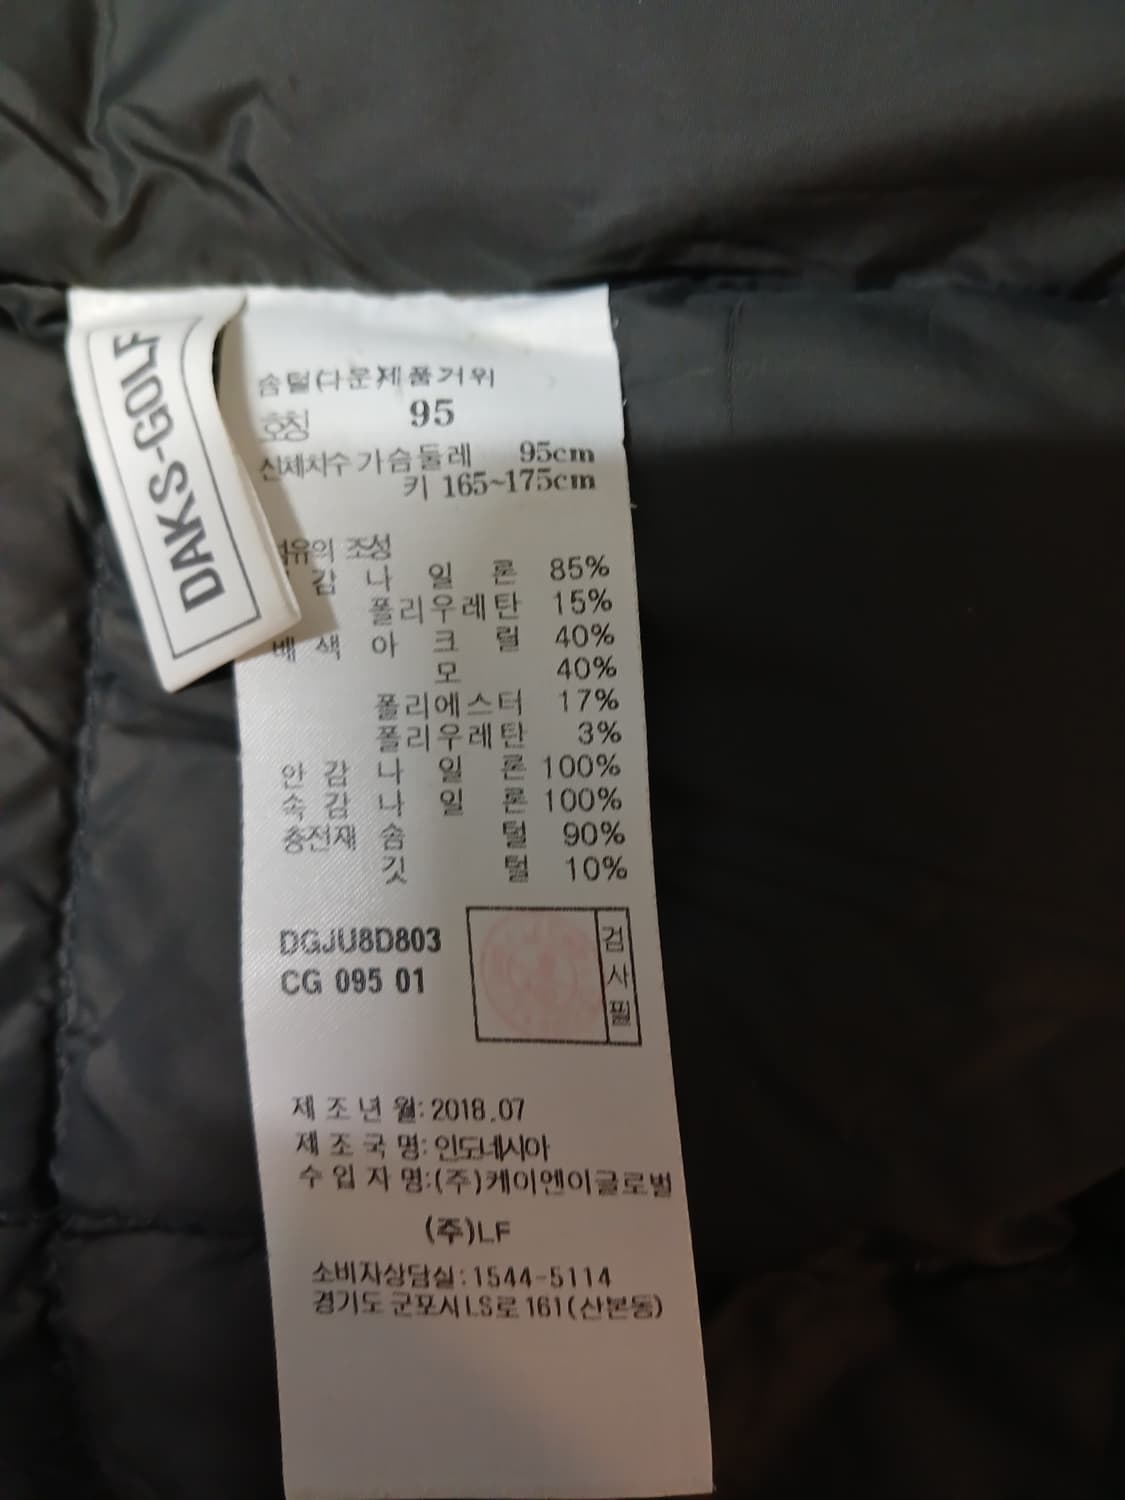 DAKS-GOLF
솜털(다운)제품거위
호칭 95
신체치수 가슴둘레 95cm
키 165~175cm
섬유의 조성
감 나 일 론 85%
폴리우레탄 15%
배 색 아 크 릴 40%
모 40%
폴리에스터 17%
폴리우레탄 3%
안 감 나 일 론 100%
속 감 나 일 론 100%
충전재 솜 털 90%
깃 털 10%
DGJU8D803
CG 095 01
검사필
제 조 년 월: 2018.07
제 조 국 명: 인도네시아
수 입 자 명:(주)케이엔이글로벌
(주)LF
소비자상담실:1544-5114
경기도 군포시 LS로 161(산본동)